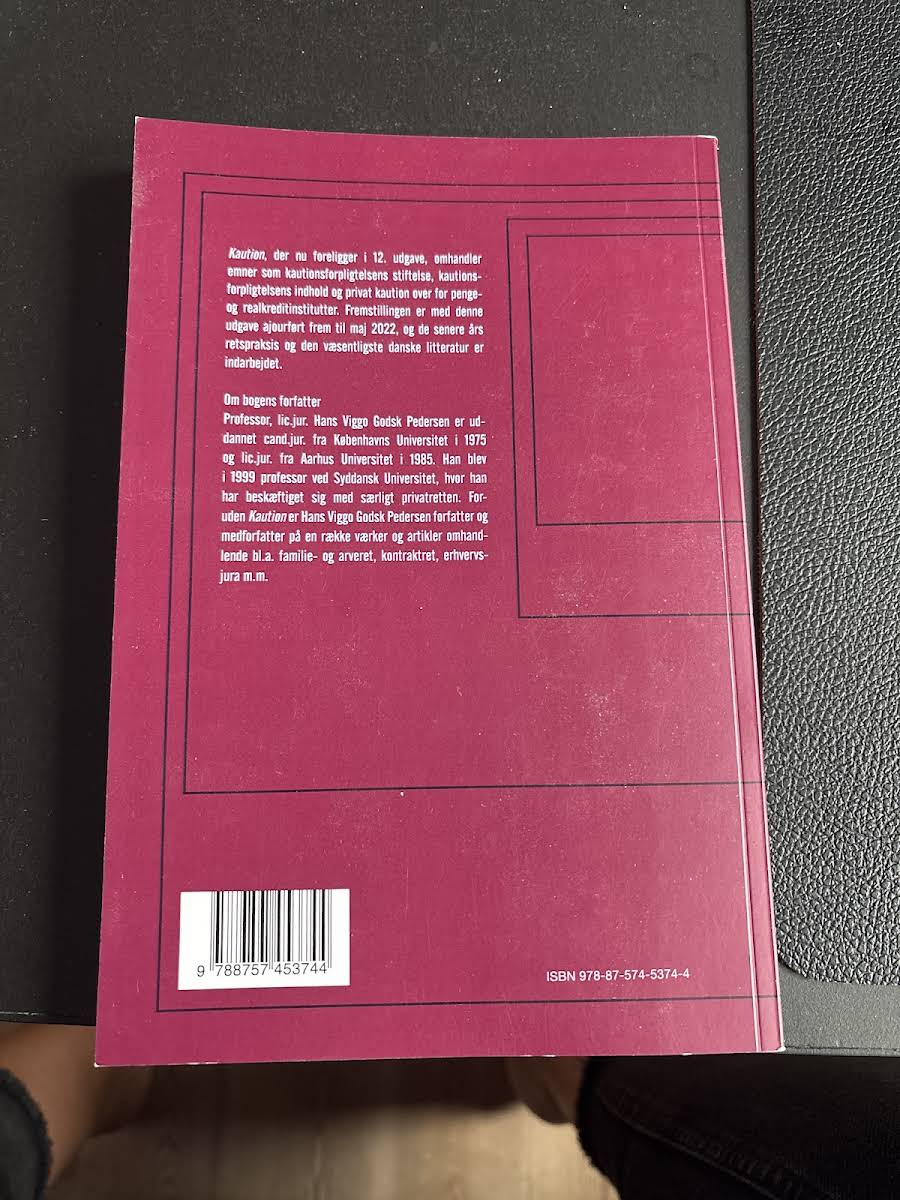 Kaution, der nu foreligger i 12. udgave, omhandler
emner som kautionsforpligtelsens stiftelse, kautions-
forpligtelsens indhold og privat kaution over for penge-
og realkreditinstitutter. Fremstillingen er med denne
udgave ajourført frem til maj 2022, og de senere års
retspraksis og den væsentligste danske litteratur er
indarbejdet.
Om bogens forfatter
Professor, lic.jur. Hans Viggo Godsk Pedersen er ud-
dannet cand.jur. fra Københavns Universitet i 1975
og lic.jur. fra Aarhus Universitet i 1985. Han blev
i 1999 professor ved Syddansk Universitet, hvor han
har beskæftiget sig med særligt privatretten. For-
uden Kaution er Hans Viggo Godsk Pedersen forfatter og
medforfatter på en række værker og artikler omhand-
lende bl.a. familie- og arveret, kontraktret, erhvervs-
jura m.m.
9 788757 453744
ISBN 978-87-574-5374-4